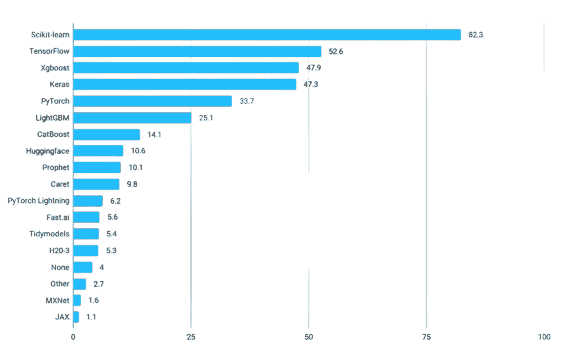 Scikit-learn 82.3
TensorFlow 52.6
Xgboost 47.9
Keras 47.3
PyTorch 33.7
LightGBM 25.1
CatBoost 14.1
Huggingface 10.6
Prophet 10.1
Caret 9.8
PyTorch Lightning 6.2
Fast.ai 5.6
Tidymodels 5.4
H20-3 5.3
None 4
Other 2.7
MXNet 1.6
JAX 1.1
0 25 50 75 100